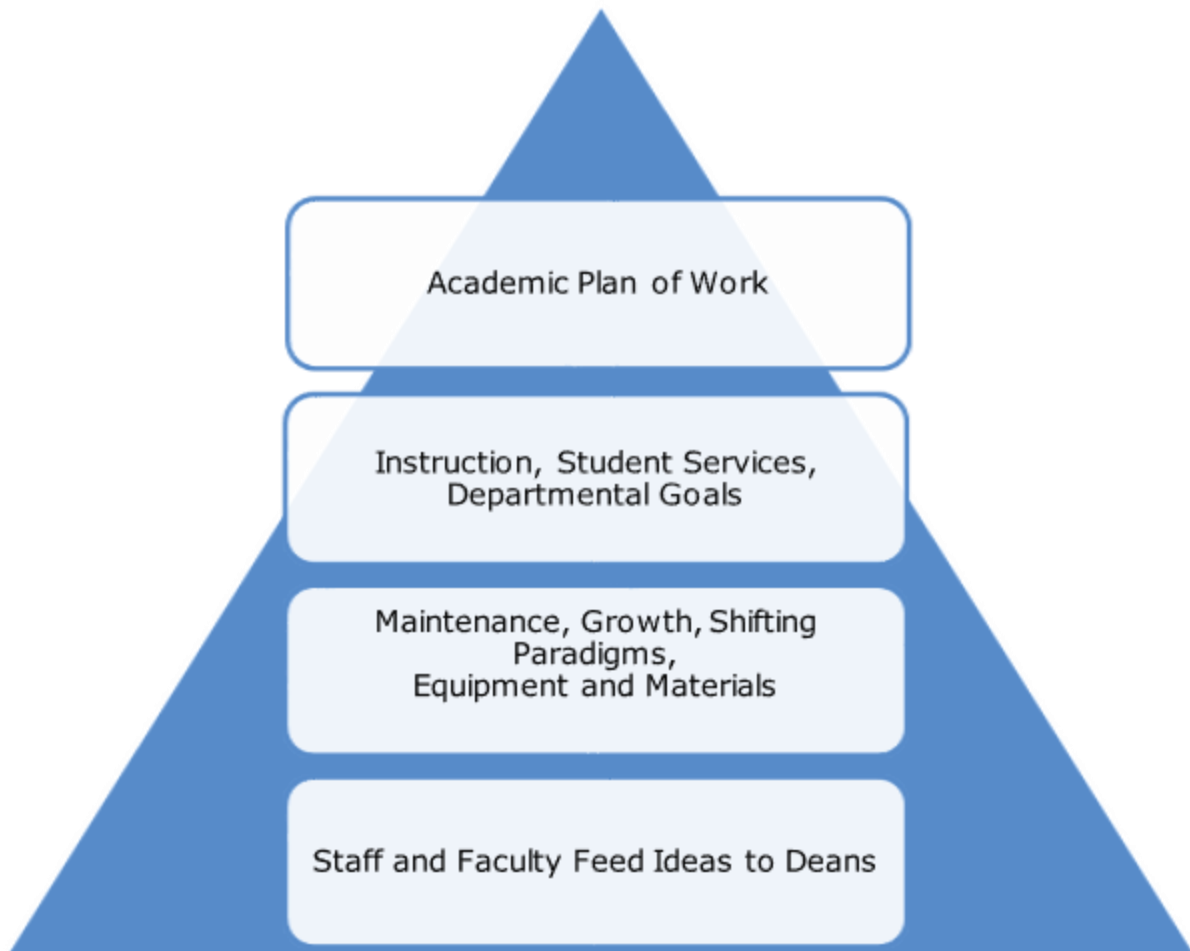 Academic Plan of Work
Instruction, Student Services,
Departmental Goals
Maintenance, Growth, Shifting
Paradigms,
Equipment and Materials
Staff and Faculty Feed Ideas to Deans